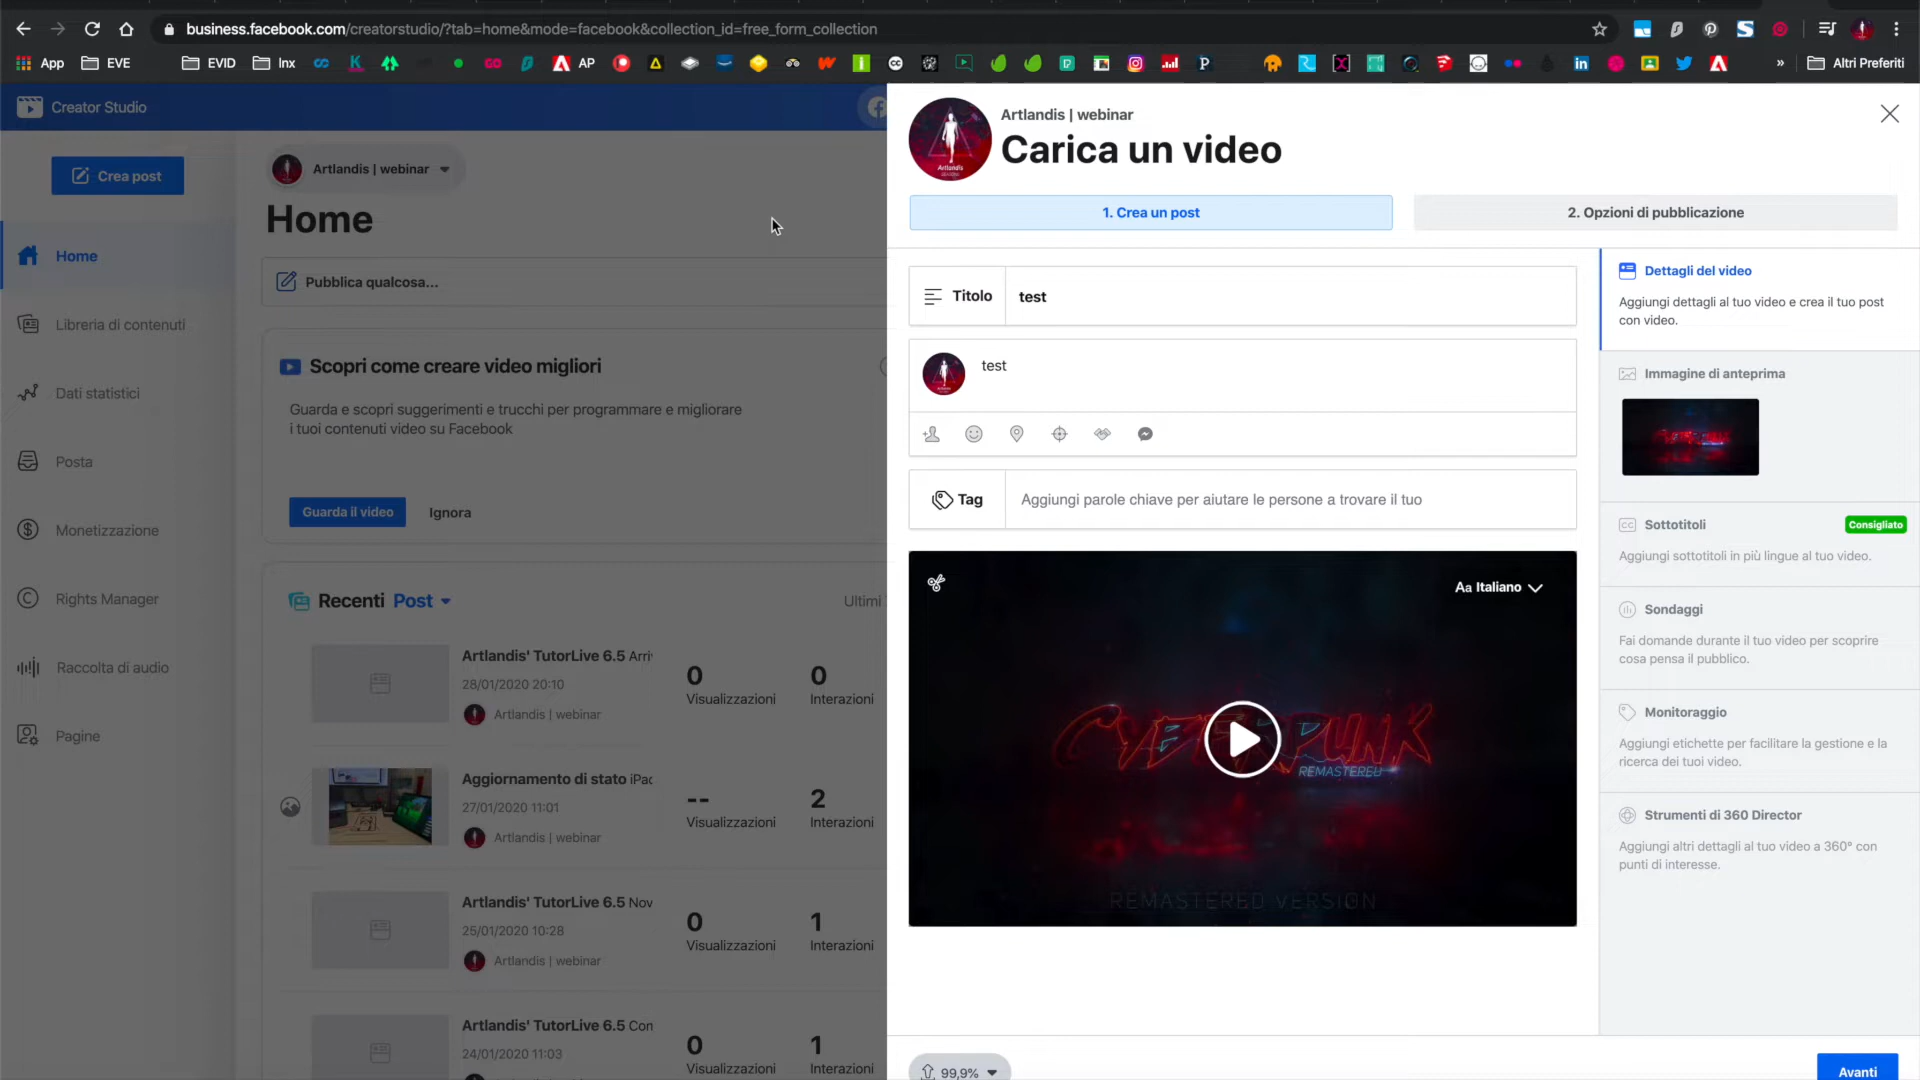 business.facebook.com/creatorstudio/?tab=home&mode=facebook&collection_id=free_form_collection
App
EVE
EVID
Inx
AP
Altri Preferiti
Creator Studio
Crea post
Home
Libreria di contenuti
Dati statistici
Posta
Monetizzazione
Rights Manager
Raccolta di audio
Pagine
Artlandis | webinar
Home
Pubblica qualcosa...
Scopri come creare video migliori
Guarda e scopri suggerimenti e trucchi per programmare e migliorare
i tuoi contenuti video su Facebook
Guarda il video
Ignora
Recenti Post
Ultimi
Artlandis' TutorLive 6.5 Arri
28/01/2020 20:10
Artlandis | webinar
0
Visualizzazioni
0
Interazioni
Aggiornamento di stato iPad
27/01/2020 11:01
Artlandis | webinar
--
Visualizzazioni
2
Interazioni
Artlandis' TutorLive 6.5 Nov
25/01/2020 10:28
Artlandis | webinar
0
Visualizzazioni
1
Interazioni
Artlandis' TutorLive 6.5 Con
24/01/2020 11:03
0
Visualizzazioni
1
Interazioni
Artlandis | webinar
Carica un video
1. Crea un post
2. Opzioni di pubblicazione
Titolo
test
test
Tag
Aggiungi parole chiave per aiutare le persone a trovare il tuo
Aa Italiano
CYBERPUNK
REMASTERED
REMASTERED VERSION
99,9%
Dettagli del video
Aggiungi dettagli al tuo video e crea il tuo post
con video.
Immagine di anteprima
CC Sottotitoli
Consigliato
Aggiungi sottotitoli in più lingue al tuo video.
Sondaggi
Fai domande durante il tuo video per scoprire
cosa pensa il pubblico.
Monitoraggio
Aggiungi etichette per facilitare la gestione e la
ricerca dei tuoi video.
Strumenti di 360 Director
Aggiungi altri dettagli al tuo video a 360° con
punti di interesse.
Avanti